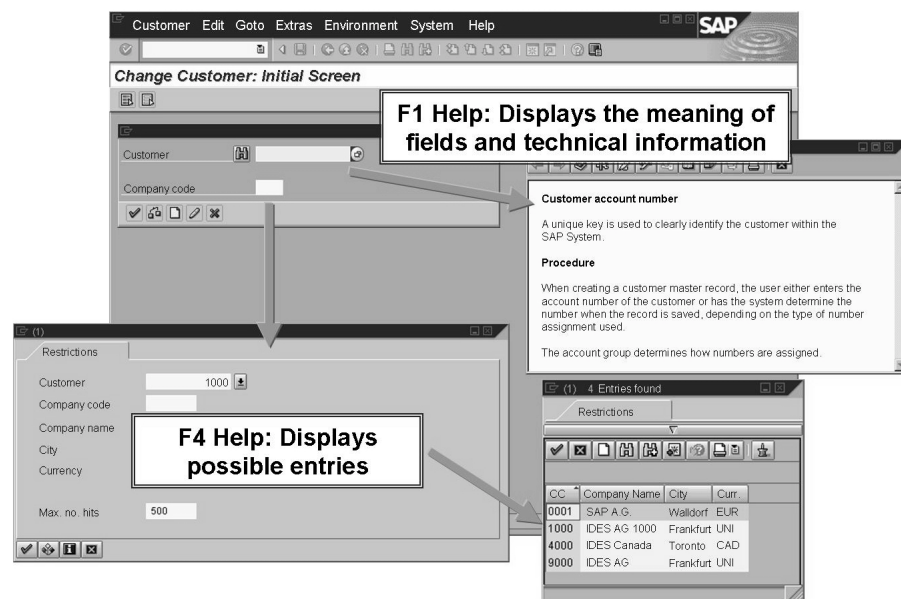 Customer Edit Goto Extras Environment System Help
SAP
Change Customer: Initial Screen
F1 Help: Displays the meaning of
fields and technical information
Customer
Company code
Customer account number
A unique key is used to clearly identify the customer within the
SAP System.
Procedure
When creating a customer master record, the user either enters the
account number of the customer or has the system determine the
number when the record is saved, depending on the type of number
assignment used.
The account group determines how numbers are assigned.
(1)
Restrictions
Customer 1000
Company code
Company name
City
Currency
Max. no. hits 500
F4 Help: Displays
possible entries
(1) 4 Entries found
Restrictions
CC Company Name City Curr.
0001 SAP A.G. Walldorf EUR
1000 IDES AG 1000 Frankfurt UNI
4000 IDES Canada Toronto CAD
9000 IDES AG Frankfurt UNI